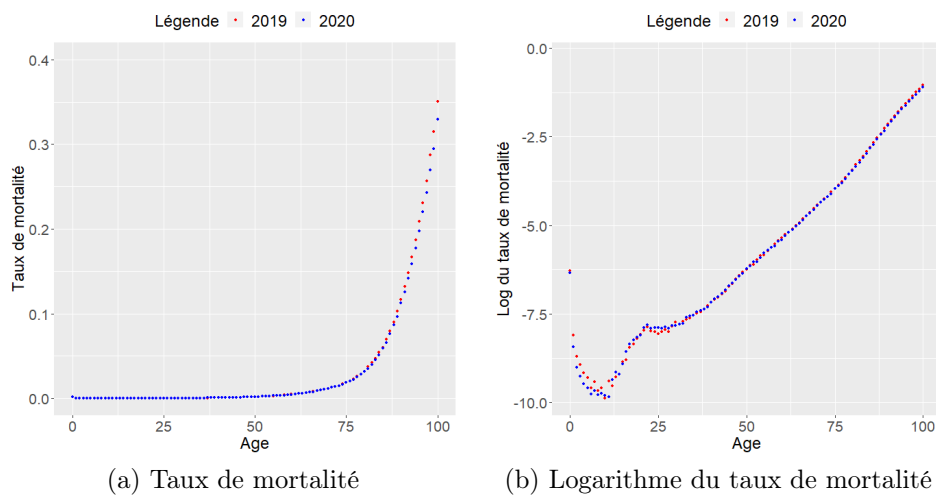 Légende 2019 2020
Taux de mortalité
0.4
0.3
0.2
0.1
0.0
0 25 50 75 100
Age
(a) Taux de mortalité
Légende 2019 2020
Log du taux de mortalité
0.0
-2.5
-5.0
-7.5
-10.0
0 25 50 75 100
Age
(b) Logarithme du taux de mortalité